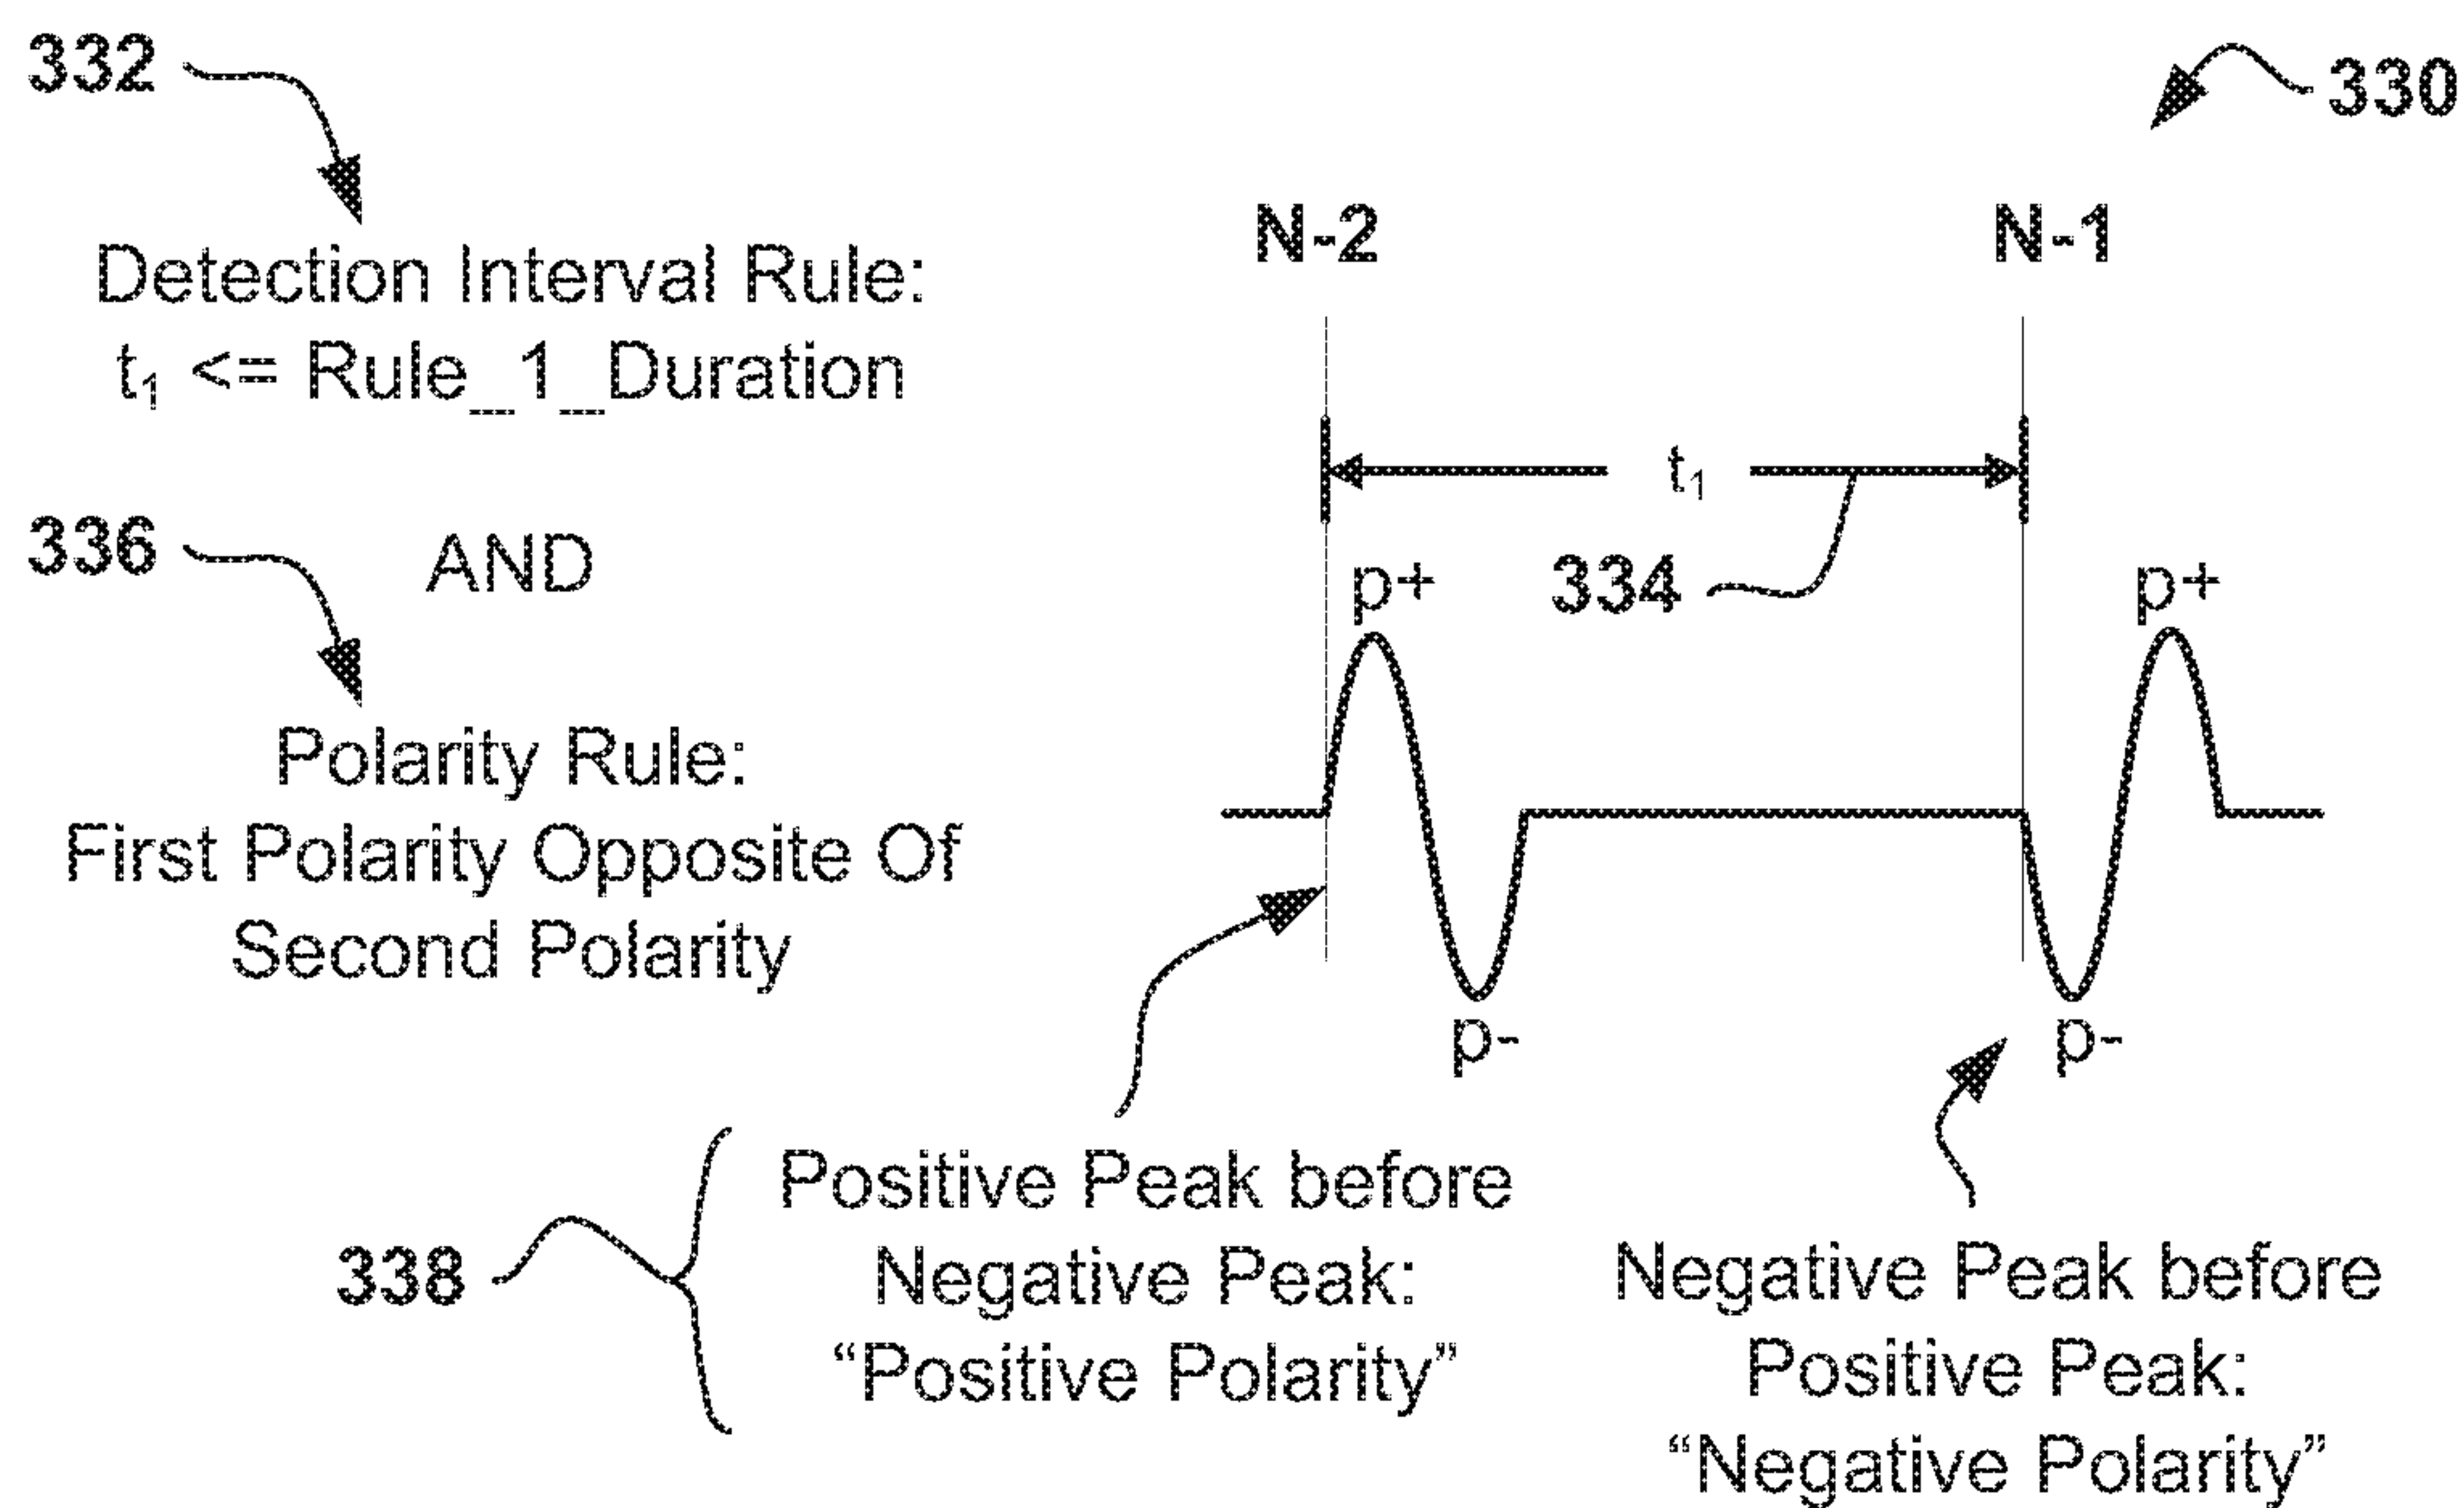 332
330
N-2
N-1
Detection Interval Rule:
t₁ <= Rule_1_Duration
t₁
336
AND
334
p+
p+
Polarity Rule:
First Polarity Opposite Of
Second Polarity
p-
p-
338
Positive Peak before
Negative Peak:
“Positive Polarity”
Negative Peak before
Positive Peak:
“Negative Polarity”